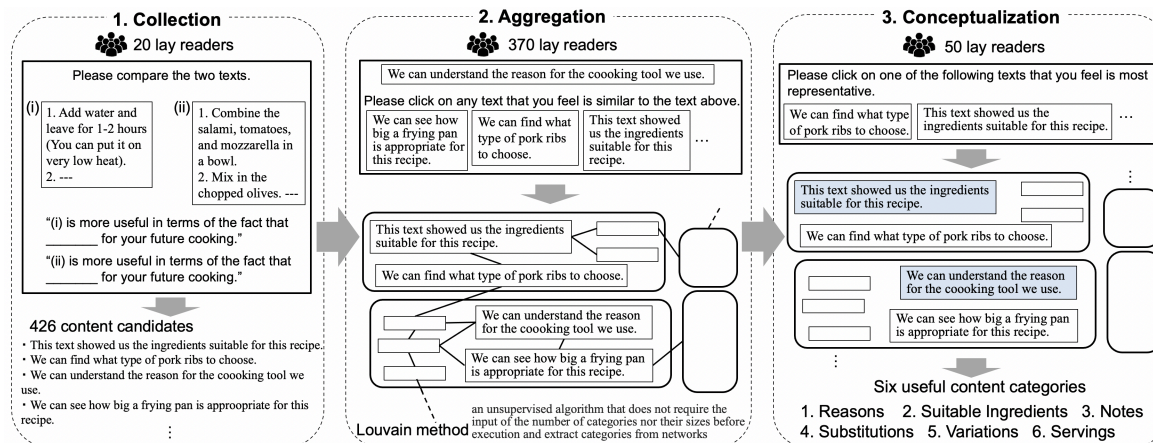 1. Collection
20 lay readers
Please compare the two texts.
(i)
1. Add water and
leave for 1-2 hours
(You can put it on
very low heat).
2. ---
(ii)
1. Combine the
salami, tomatoes,
and mozzarella in
a bowl.
2. Mix in the
chopped olives. ---
“(i) is more useful in terms of the fact that
_______ for your future cooking.”
“(ii) is more useful in terms of the fact that
_______ for your future cooking.”
426 content candidates
・This text showed us the ingredients suitable for this recipe.
・We can find what type of pork ribs to choose.
・We can understand the reason for the coooking tool we
use.
・We can see how big a frying pan is approopriate for this
recipe.
⋮
2. Aggregation
370 lay readers
We can understand the reason for the coooking tool we use.
Please click on any text that you feel is similar to the text above.
We can see how
big a frying pan
is appropriate for
this recipe.
We can find what
type of pork ribs
to choose.
This text showed
us the ingredients
suitable for this
recipe.
…
This text showed us the ingredients
suitable for this recipe.
We can find what type of pork ribs to choose.
We can understand the reason
for the coooking tool we use.
We can see how big a frying pan
is appropriate for this recipe.
Louvain method
an unsupervised algorithm that does not require the
input of the number of categories nor their sizes before
execution and extract categories from networks
3. Conceptualization
50 lay readers
Please click on one of the following texts that you feel is most
representative.
We can find what type
of pork ribs to choose.
This text showed us the
ingredients suitable for this recipe.
…
⋮
This text showed us the ingredients
suitable for this recipe.
We can find what type of pork ribs to choose.
We can understand the reason
for the coooking tool we use.
We can see how big a frying pan
is appropriate for this recipe.
⋮
Six useful content categories
1. Reasons 2. Suitable Ingredients 3. Notes
4. Substitutions 5. Variations 6. Servings